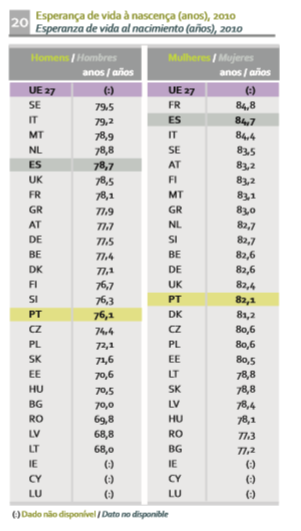 20 Esperança de vida à nascença (anos), 2010
Esperanza de vida al nacimiento (años), 2010
Homens / Hombres Mulheres / Mujeres
anos / años anos / años
UE 27 (:) UE 27 (:)
SE 79,5 FR 84,8
IT 79,2 ES 84,7
MT 78,9 IT 84,4
NL 78,8 SE 83,5
ES 78,7 AT 83,2
UK 78,5 FI 83,2
FR 78,1 MT 83,1
GR 77,9 GR 83,0
AT 77,7 NL 82,7
DE 77,5 SI 82,7
BE 77,4 BE 82,6
DK 77,1 DE 82,6
FI 76,7 UK 82,4
SI 76,3 PT 82,1
PT 76,1 DK 81,2
CZ 74,4 CZ 80,6
PL 72,1 PL 80,6
SK 71,6 EE 80,5
EE 70,6 LT 78,8
HU 70,5 SK 78,8
BG 70,0 LV 78,4
RO 69,8 HU 78,1
LV 68,8 RO 77,3
LT 68,0 BG 77,2
IE (:) IE (:)
CY (:) CY (:)
LU (:) LU (:)
(:) Dado não disponível / Dato no disponible